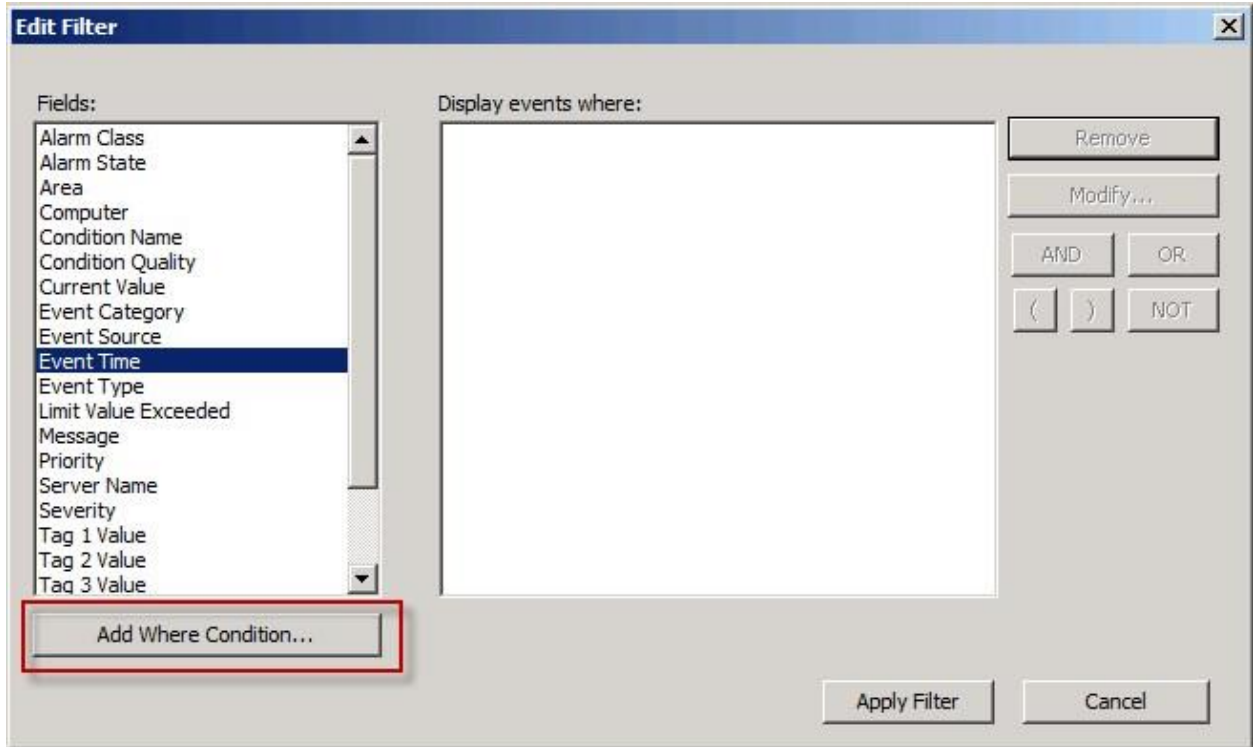 Edit Filter
Fields:
Alarm Class
Alarm State
Area
Computer
Condition Name
Condition Quality
Current Value
Event Category
Event Source
Event Time
Event Type
Limit Value Exceeded
Message
Priority
Server Name
Severity
Tag 1 Value
Tag 2 Value
Tag 3 Value
Add Where Condition...
Display events where:
Remove
Modify...
AND OR
( ) NOT
Apply Filter Cancel